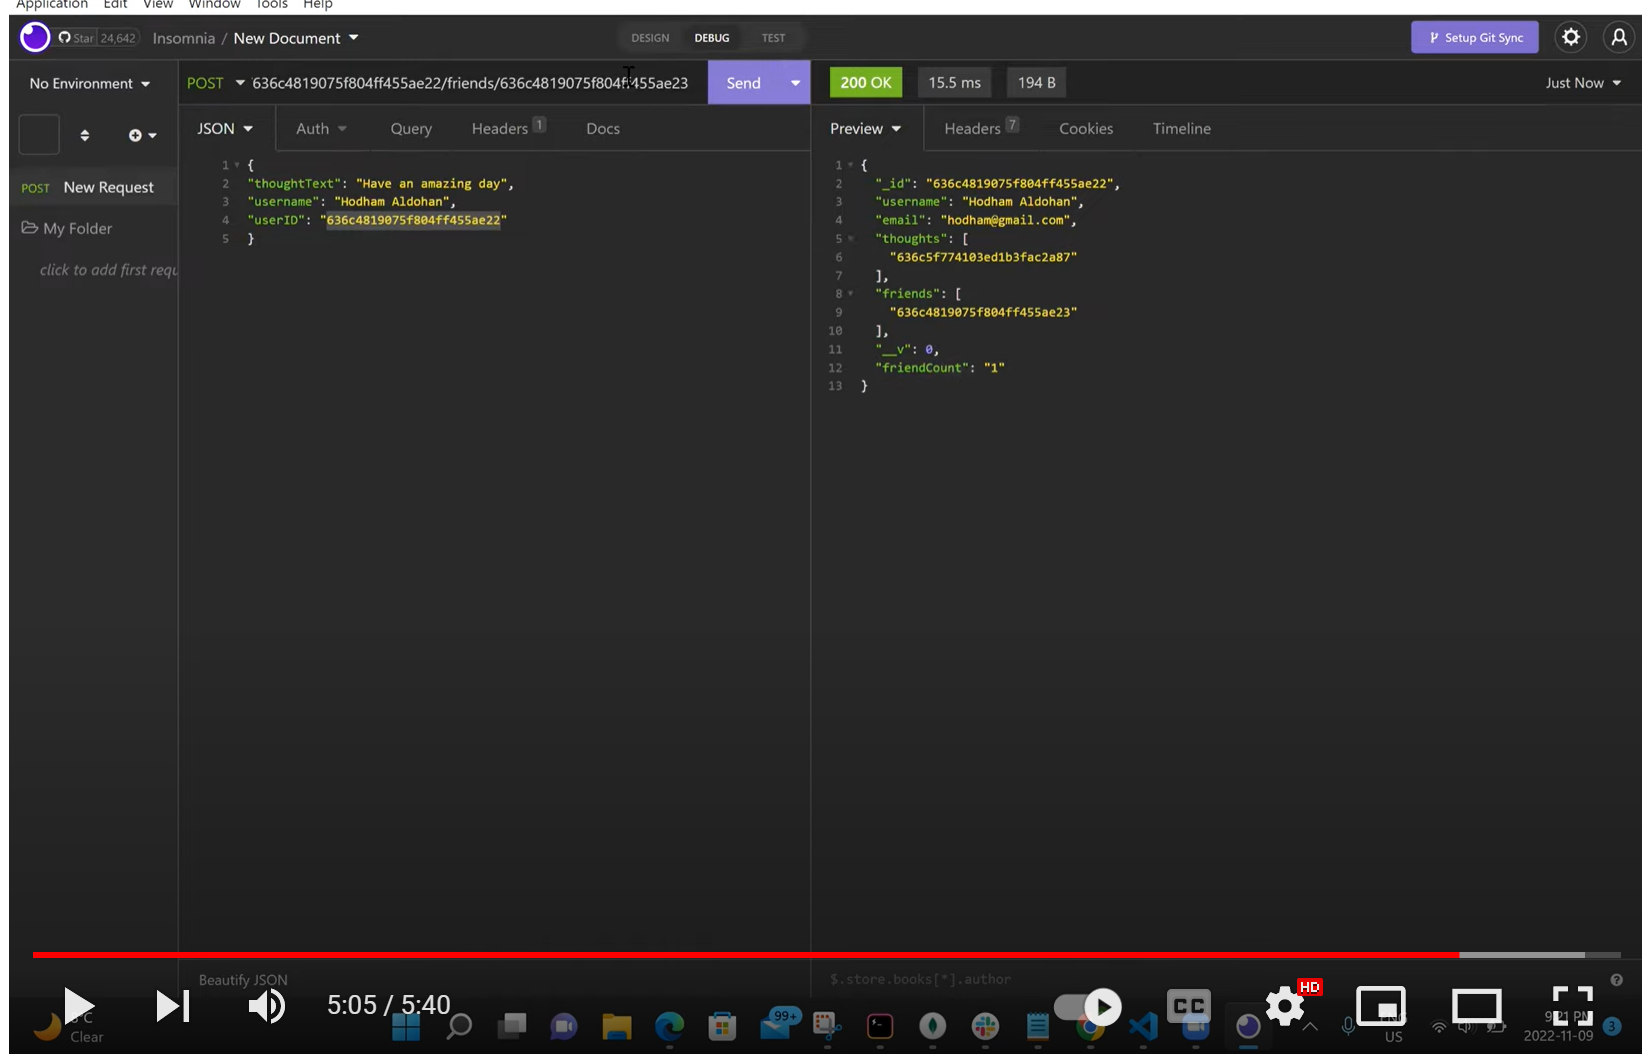 Application Edit View Window Tools Help
Star 24,642 Insomnia / New Document DESIGN DEBUG TEST Setup Git Sync
No Environment POST 636c4819075f804ff455ae22/friends/636c4819075f804ff455ae23 Send 200 OK 15.5 ms 194 B Just Now
JSON Auth Query Headers 1 Docs Preview Headers 7 Cookies Timeline
POST New Request
My Folder
click to add first requ
1 {
2 "thoughtText": "Have an amazing day",
3 "username": "Hodham Aldohan",
4 "userID": "636c4819075f804ff455ae22"
5 }
1 {
2 "_id": "636c4819075f804ff455ae22",
3 "username": "Hodham Aldohan",
4 "email": "hodham@gmail.com",
5 "thoughts": [
6 "636c5f774103ed1b3fac2a87"
7 ],
8 "friends": [
9 "636c4819075f804ff455ae23"
10 ],
11 "__v": 0,
12 "friendCount": "1"
13 }
Beautify JSON $.store.books[*].author
5:05 / 5:40 CC HD
99+
Clear
US 2022-11-09 3